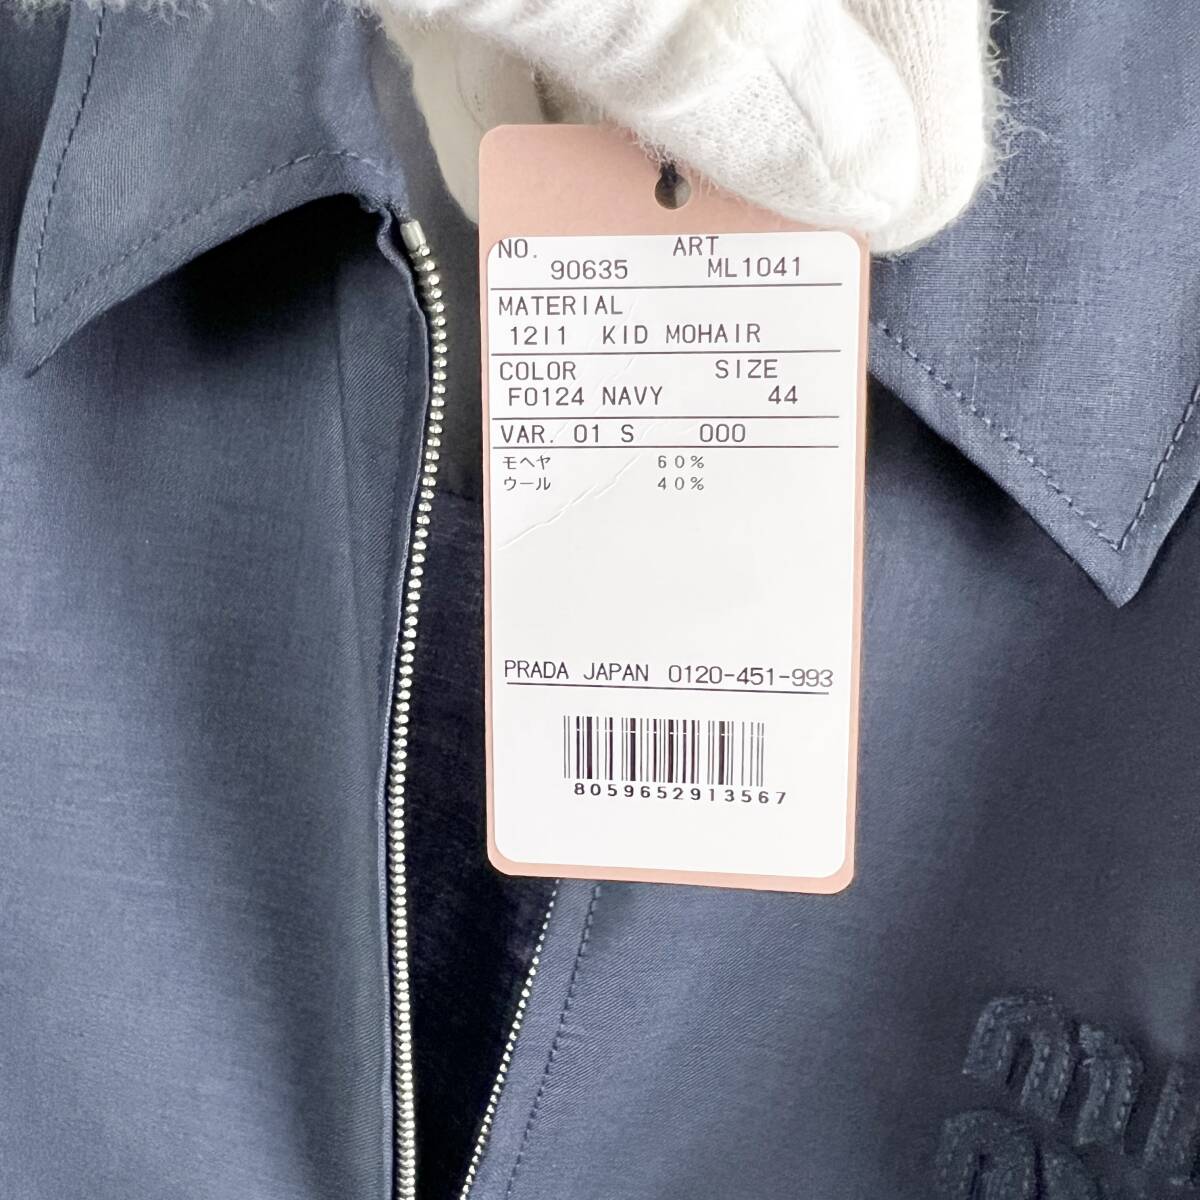 NO. ART
90635 ML1041
MATERIAL
12I1 KID MOHAIR
COLOR SIZE
F0124 NAVY 44
VAR. 01 S 000
モヘヤ 60%
ウール 40%
PRADA JAPAN 0120-451-993
8059652913567